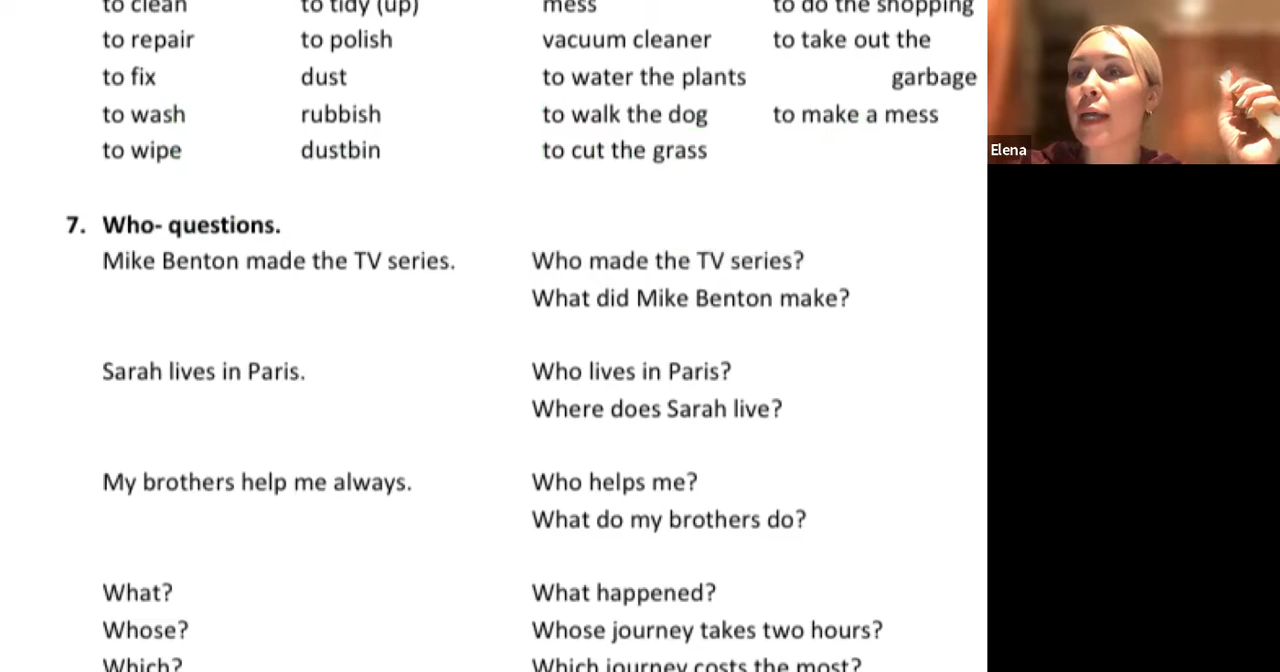 to clean to tidy (up) mess to do the shopping
to repair to polish vacuum cleaner to take out the
to fix dust to water the plants garbage
to wash rubbish to walk the dog to make a mess
to wipe dustbin to cut the grass
Elena
7. Who- questions.
Mike Benton made the TV series. Who made the TV series?
What did Mike Benton make?
Sarah lives in Paris. Who lives in Paris?
Where does Sarah live?
My brothers help me always. Who helps me?
What do my brothers do?
What? What happened?
Whose? Whose journey takes two hours?
Which? Which journey costs the most?